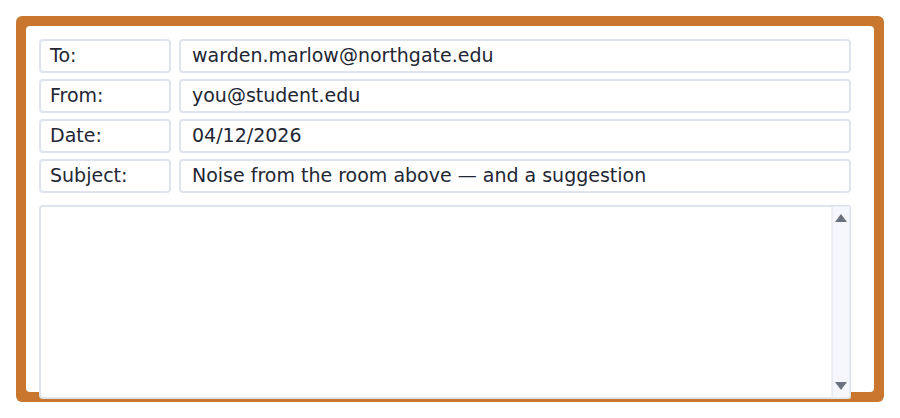 To: warden.marlow@northgate.edu
From: you@student.edu
Date: 04/12/2026
Subject: Noise from the room above — and a suggestion